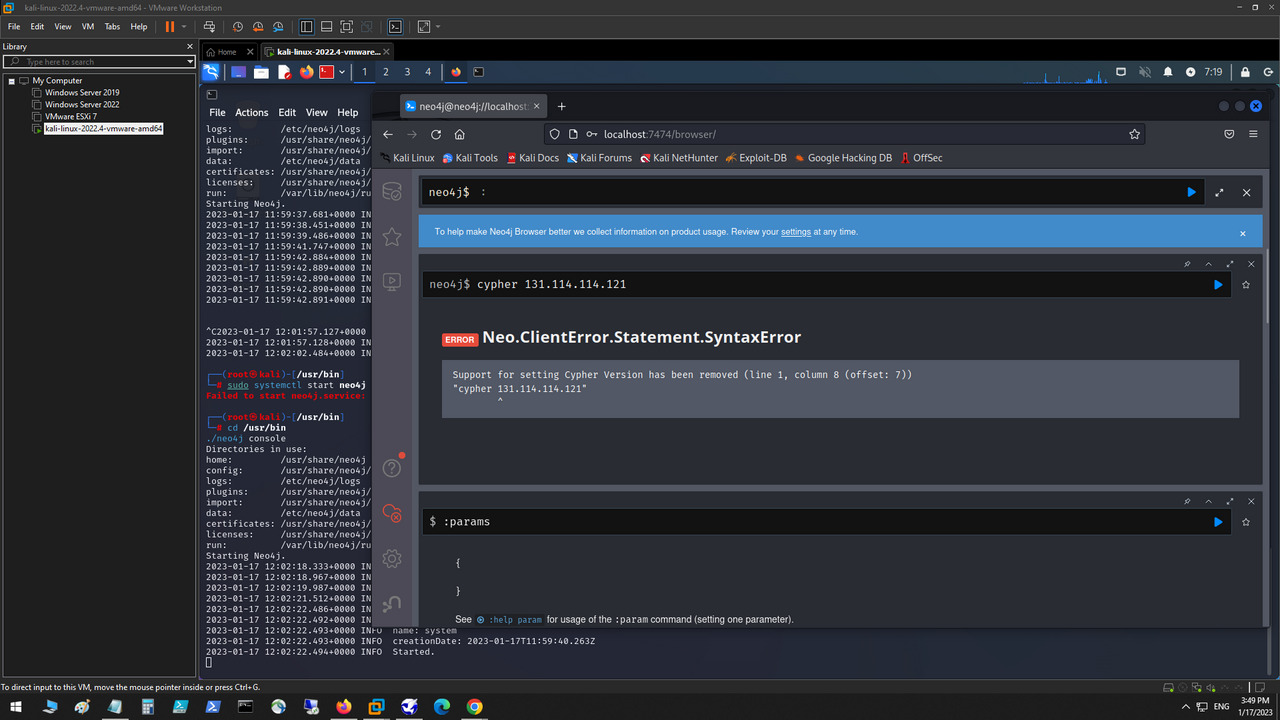 kali-linux-2022.4-vmware-amd64 - VMware Workstation
File Edit View VM Tabs Help
Library
Type here to search
My Computer
Windows Server 2019
Windows Server 2022
VMware ESXi 7
kali-linux-2022.4-vmware-amd64
Home
kali-linux-2022.4-vmware...
1 2 3 4
7:19
File Actions Edit View Help
logs: /etc/neo4j/logs
plugins: /usr/share/neo4j/
import: /usr/share/neo4j/
data: /etc/neo4j/data
certificates: /usr/share/neo4j/
licenses: /usr/share/neo4j/
run: /var/lib/neo4j/ru
Starting Neo4j.
2023-01-17 11:59:37.681+0000 IN
2023-01-17 11:59:38.451+0000 IN
2023-01-17 11:59:39.486+0000 IN
2023-01-17 11:59:41.747+0000 IN
2023-01-17 11:59:42.884+0000 IN
2023-01-17 11:59:42.889+0000 IN
2023-01-17 11:59:42.890+0000 IN
2023-01-17 11:59:42.890+0000 IN
2023-01-17 11:59:42.891+0000 IN
^C2023-01-17 12:01:57.127+0000
2023-01-17 12:01:57.128+0000 IN
2023-01-17 12:02:02.484+0000 IN
┌──(root㉿kali)-[/usr/bin]
└─# sudo systemctl start neo4j
Failed to start neo4j.service:
┌──(root㉿kali)-[/usr/bin]
└─# cd /usr/bin
./neo4j console
Directories in use:
home: /usr/share/neo4j
config: /usr/share/neo4j/
logs: /etc/neo4j/logs
plugins: /usr/share/neo4j/
import: /usr/share/neo4j/
data: /etc/neo4j/data
certificates: /usr/share/neo4j/
licenses: /usr/share/neo4j/
run: /var/lib/neo4j/ru
Starting Neo4j.
2023-01-17 12:02:18.333+0000 IN
2023-01-17 12:02:18.967+0000 IN
2023-01-17 12:02:19.987+0000 IN
2023-01-17 12:02:21.512+0000 IN
2023-01-17 12:02:22.486+0000 IN
2023-01-17 12:02:22.492+0000 IN
2023-01-17 12:02:22.493+0000 INFO name: system
2023-01-17 12:02:22.493+0000 INFO creationDate: 2023-01-17T11:59:40.263Z
2023-01-17 12:02:22.494+0000 INFO Started.
neo4j@neo4j://localhost:
localhost:7474/browser/
Kali Linux Kali Tools Kali Docs Kali Forums Kali NetHunter Exploit-DB Google Hacking DB OffSec
neo4j$ :
To help make Neo4j Browser better we collect information on product usage. Review your settings at any time.
neo4j$ cypher 131.114.114.121
ERROR Neo.ClientError.Statement.SyntaxError
Support for setting Cypher Version has been removed (line 1, column 8 (offset: 7))
"cypher 131.114.114.121"
^
$ :params
{
}
See :help param for usage of the :param command (setting one parameter).
To direct input to this VM, move the mouse pointer inside or press Ctrl+G.
ENG
3:49 PM
1/17/2023